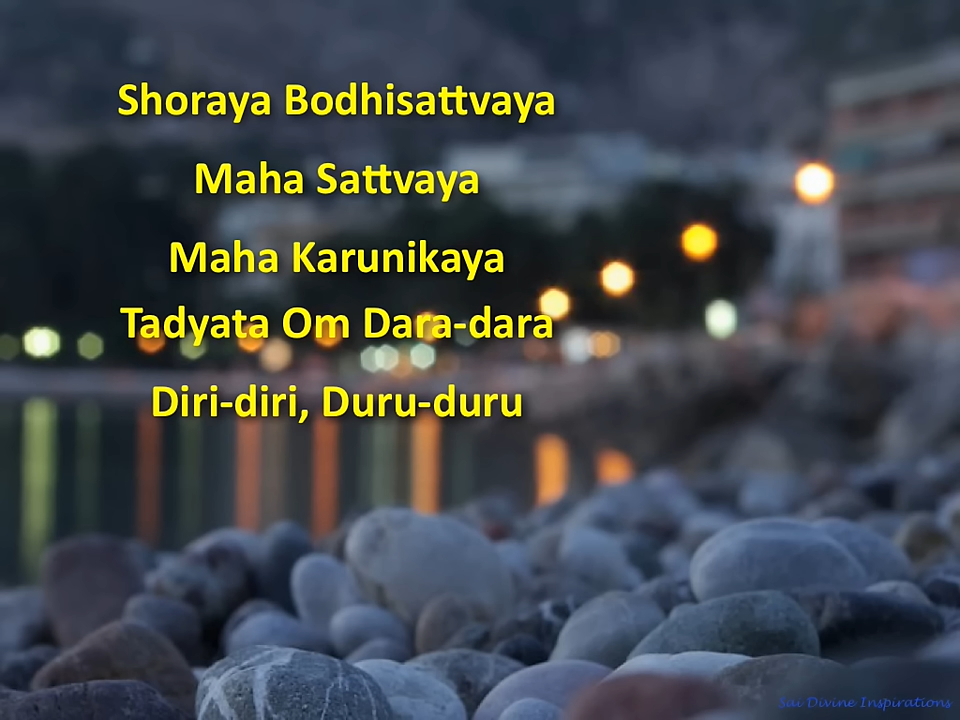 Shoraya Bodhisattvaya
Maha Sattvaya
Maha Karunikaya
Tadyata Om Dara-dara
Diri-diri, Duru-duru
Sai Divine Inspirations